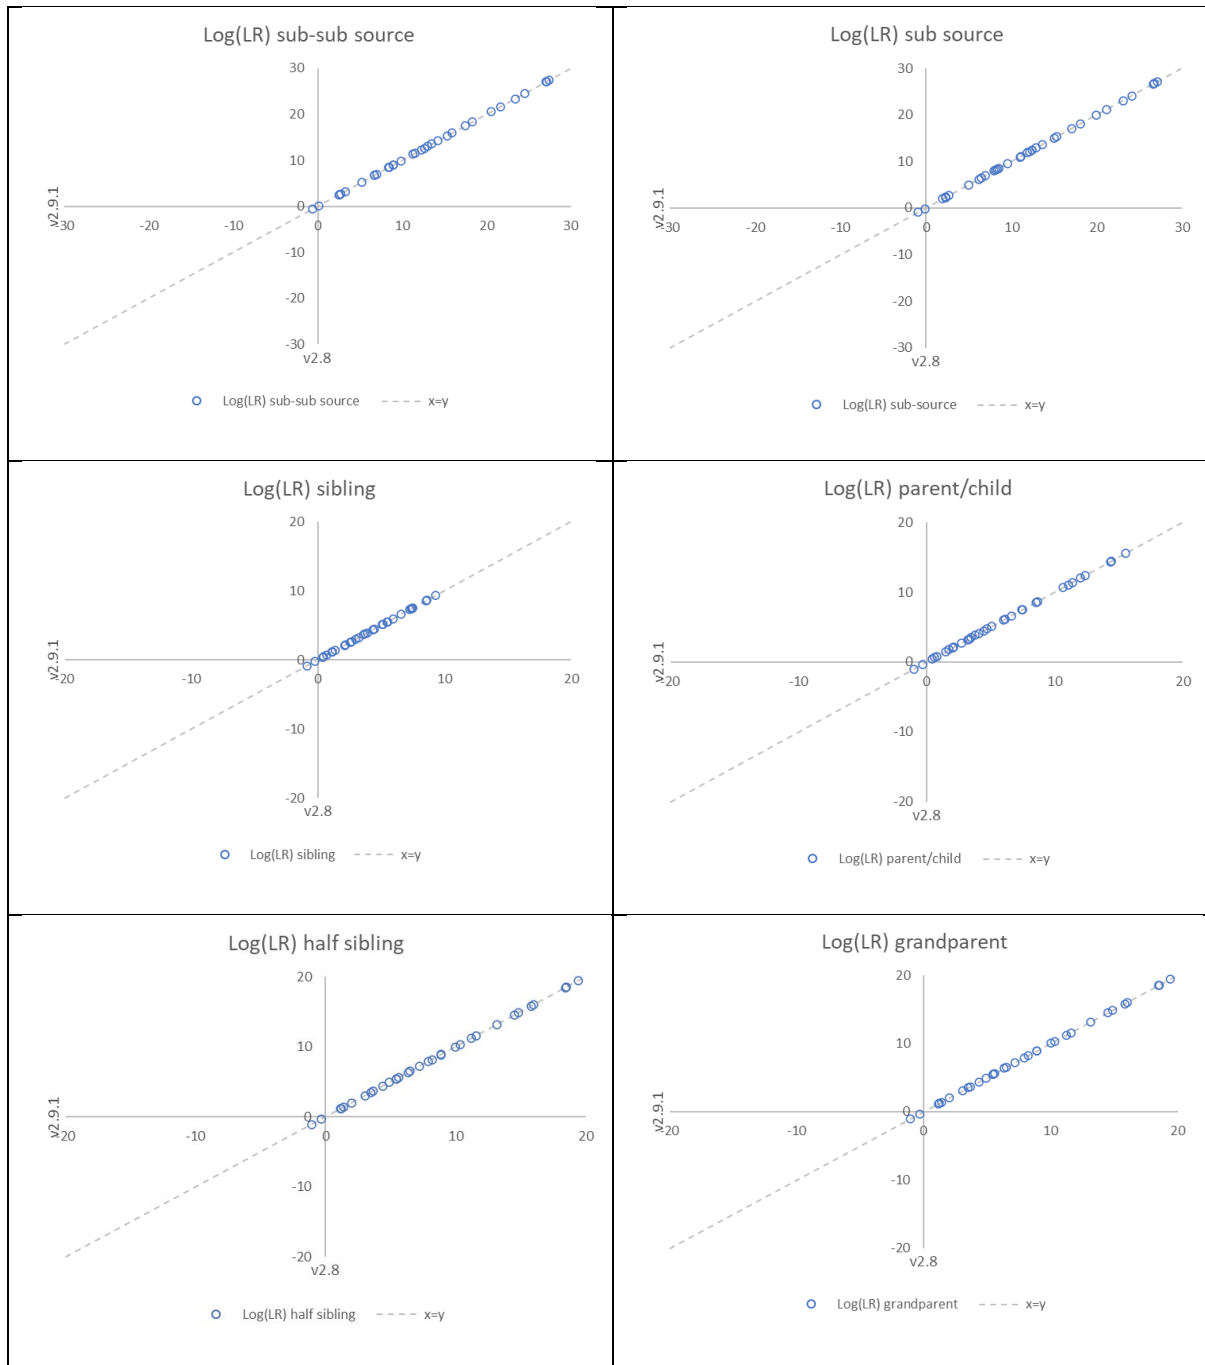 Log(LR) sub-sub source
30
20
10
0
-30 -20 -10 0 10 20 30
-10
-20
-30
v2.9.1
v2.8
Log(LR) sub-sub source x=y
Log(LR) sub source
30
20
10
0
-30 -20 -10 0 10 20 30
-10
-20
-30
v2.9.1
v2.8
Log(LR) sub-source x=y
Log(LR) sibling
20
10
0
-20 -10 0 10 20
-10
-20
v2.9.1
v2.8
Log(LR) sibling x=y
Log(LR) parent/child
20
10
0
-20 -10 0 10 20
-10
-20
v2.9.1
v2.8
Log(LR) parent/child x=y
Log(LR) half sibling
20
10
0
-20 -10 0 10 20
-10
-20
v2.9.1
v2.8
Log(LR) half sibling x=y
Log(LR) grandparent
20
10
0
-20 -10 0 10 20
-10
-20
v2.9.1
v2.8
Log(LR) grandparent x=y